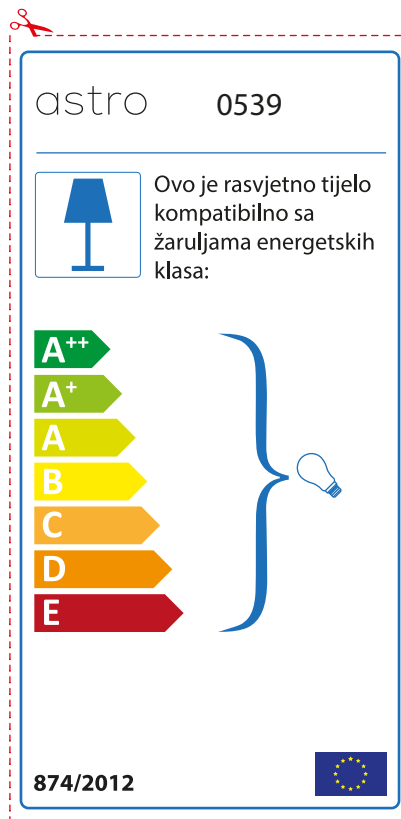 astro 0539
Ovo je rasvjetno tijelo
kompatibilno sa
žaruljama energetskih
klasa:
A++
A+
A
B
C
D
E
874/2012